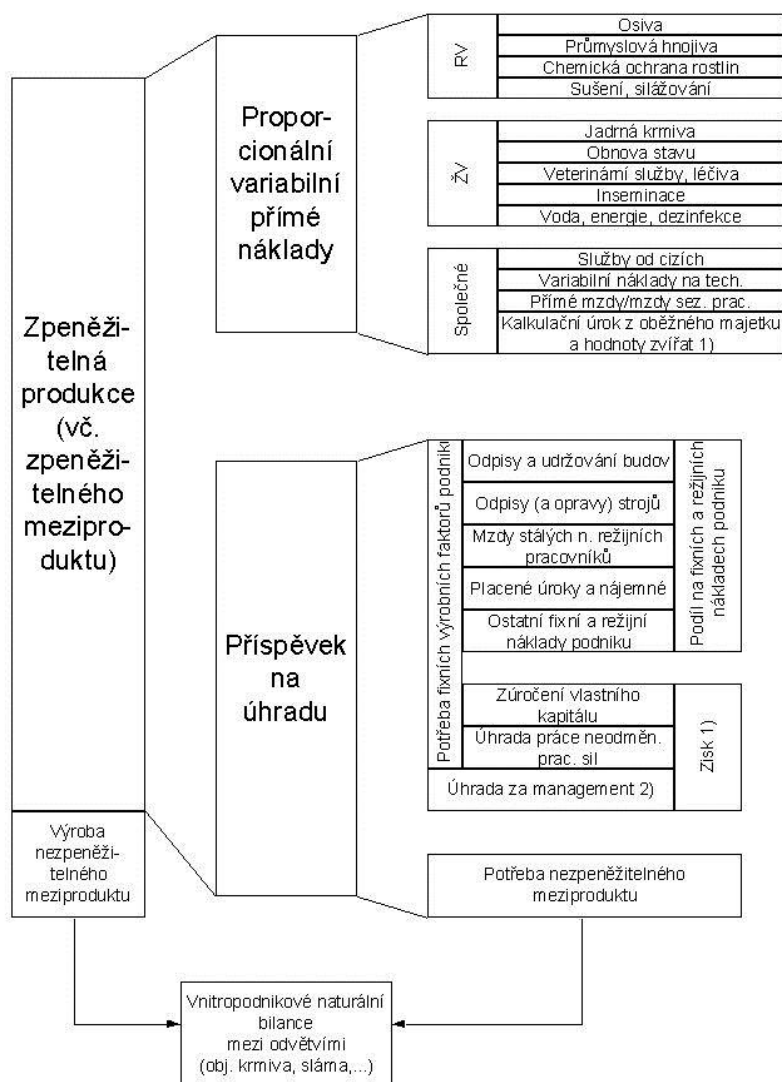 Zpeněži-
telná
produkce
(vč.
zpeněži-
telného
meziproduk-
tu)
Výroba
nezpeněži-
telného
meziproduktu
Propor-
cionální
variabilní
přímé
náklady
RV
Osiva
Průmyslová hnojiva
Chemická ochrana rostlin
Sušení, silážování
ŽV
Jadrná krmiva
Obnova stavu
Veterinární služby, léčiva
Inseminace
Voda, energie, dezinfekce
Společné
Služby od cizích
Variabilní náklady na tech.
Přímé mzdy/mzdy sez. prac.
Kalkulační úrok z oběžného majetku
a hodnoty zvířat 1)
Příspěvek
na
úhradu
Potřeba fixních výrobních faktorů podniku
Odpisy a udržování budov
Odpisy (a opravy) strojů
Mzdy stálých n. režijních
pracovníků
Placené úroky a nájemné
Ostatní fixní a režijní
náklady podniku
Podíl na fixních a režijních
nákladech podniku
Zúročení vlastního
kapitálu
Úhrada práce neodměn.
prac. sil
Úhrada za management 2)
Zisk 1)
Potřeba nezpeněžitelného
meziproduktu
Vnitropodnikové naturální
bilance
mezi odvětvími
(obj. krmiva, sláma,...)